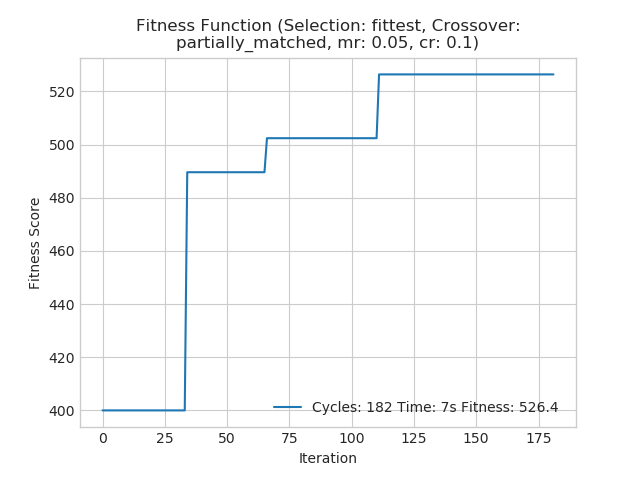 Fitness Function (Selection: fittest, Crossover:
partially_matched, mr: 0.05, cr: 0.1)
Fitness Score
520
500
480
460
440
420
400
Cycles: 182 Time: 7s Fitness: 526.4
0 25 50 75 100 125 150 175
Iteration